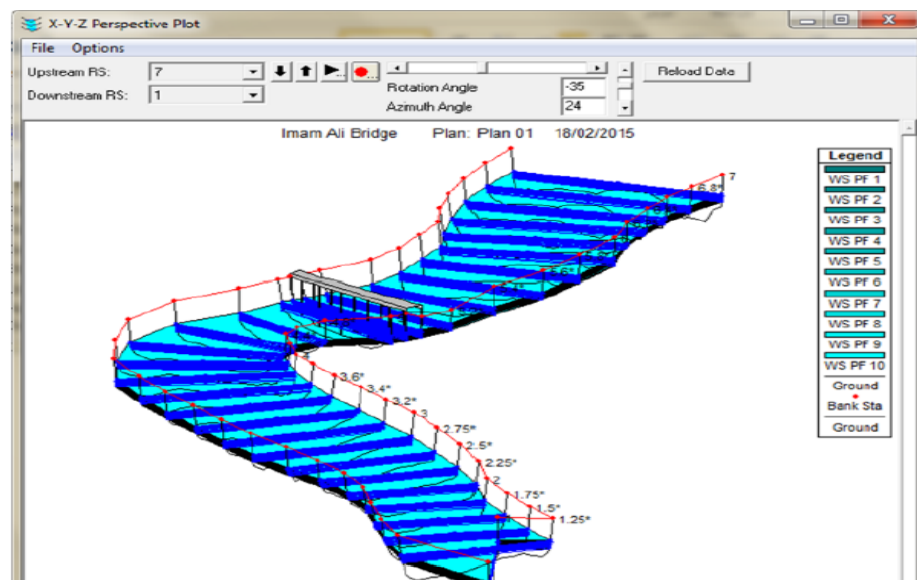 X-Y-Z Perspective Plot
File Options
Upstream RS: 7
Downstream RS: 1
Rotation Angle -35
Azimuth Angle 24
Reload Data
Imam Ali Bridge Plan: Plan 01 18/02/2015
Legend
WS PF 1
WS PF 2
WS PF 3
WS PF 4
WS PF 5
WS PF 6
WS PF 7
WS PF 8
WS PF 9
WS PF 10
Ground
Bank Sta
Ground
7
6.8*
4
3.6*
3.4*
3.2*
3
2.75*
2.5*
2.25*
2
1.75*
1.5*
1.25*